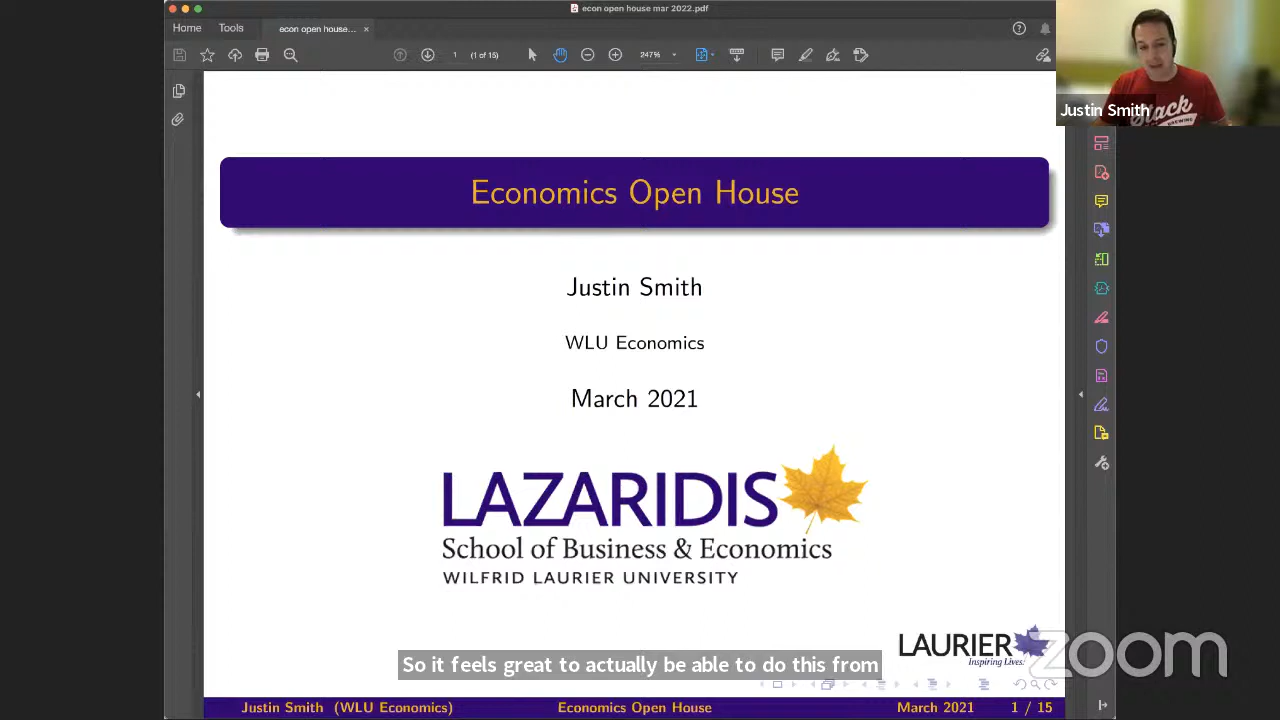 econ open house mar 2022.pdf
Home Tools econ open house... ×
1 (1 of 15) 247%
Justin Smith
Stack
BREWING
Economics Open House
Justin Smith
WLU Economics
March 2021
LAZARIDIS
School of Business & Economics
WILFRID LAURIER UNIVERSITY
LAURIER
Inspiring Lives.
zoom
So it feels great to actually be able to do this from
Justin Smith (WLU Economics) Economics Open House March 2021 1 / 15